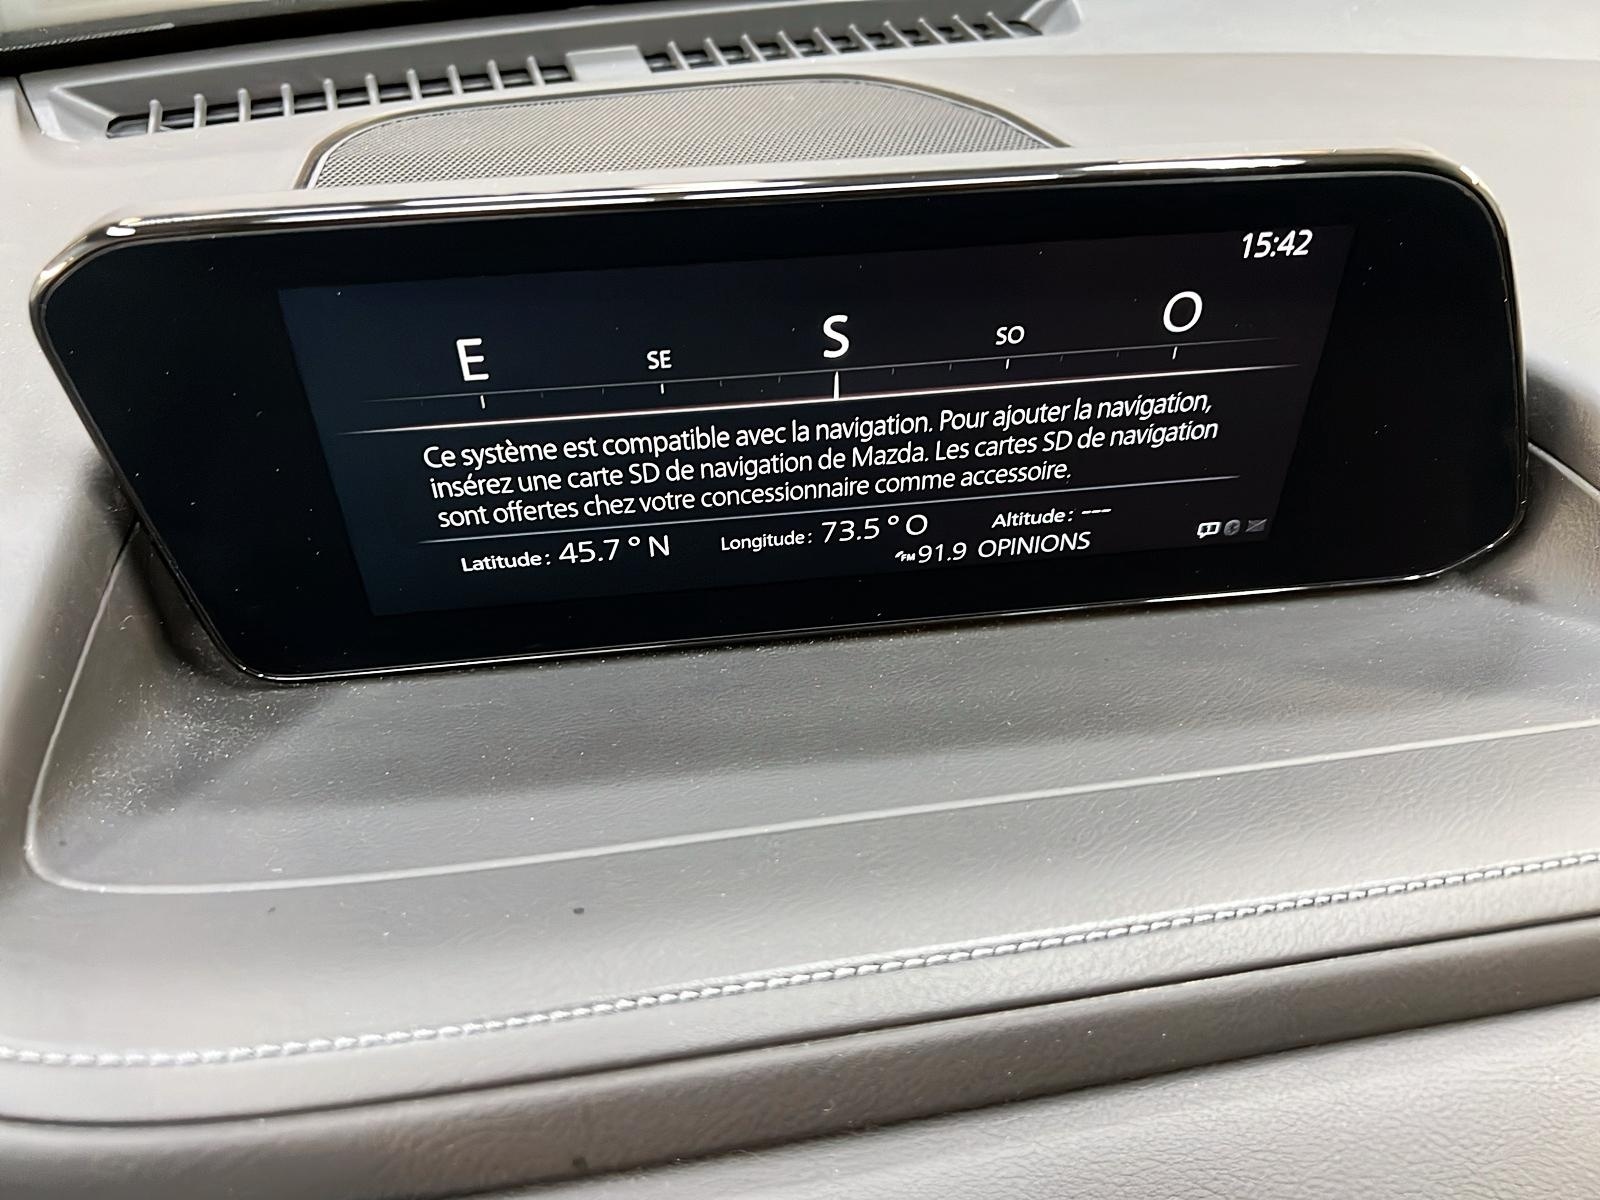 15:42
E SE S SO O
Ce système est compatible avec la navigation. Pour ajouter la navigation,
insérez une carte SD de navigation de Mazda. Les cartes SD de navigation
sont offertes chez votre concessionnaire comme accessoire.
Latitude: 45.7° N Longitude: 73.5° O Altitude: ---
FM 91.9 OPINIONS